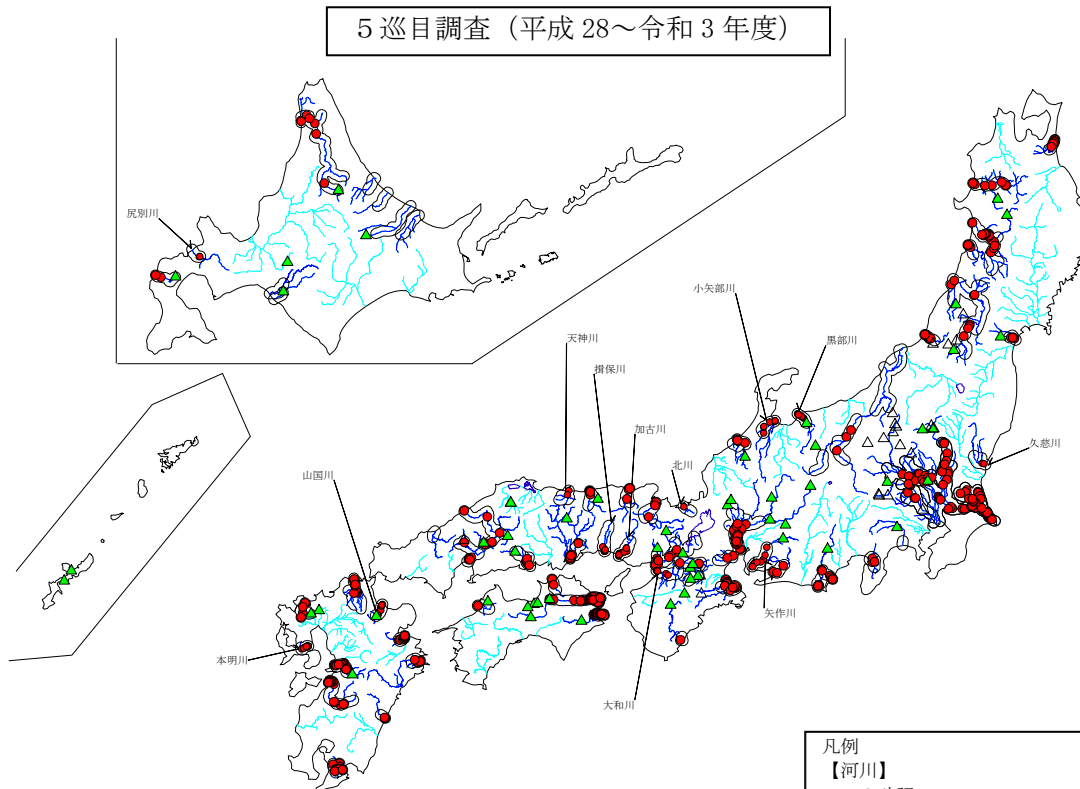 5巡目調査（平成 28～令和 3 年度）
尻別川
小矢部川
天神川
黒部川
揖保川
加古川
久慈川
北川
山国川
矢作川
本明川
大和川
凡例
【河川】